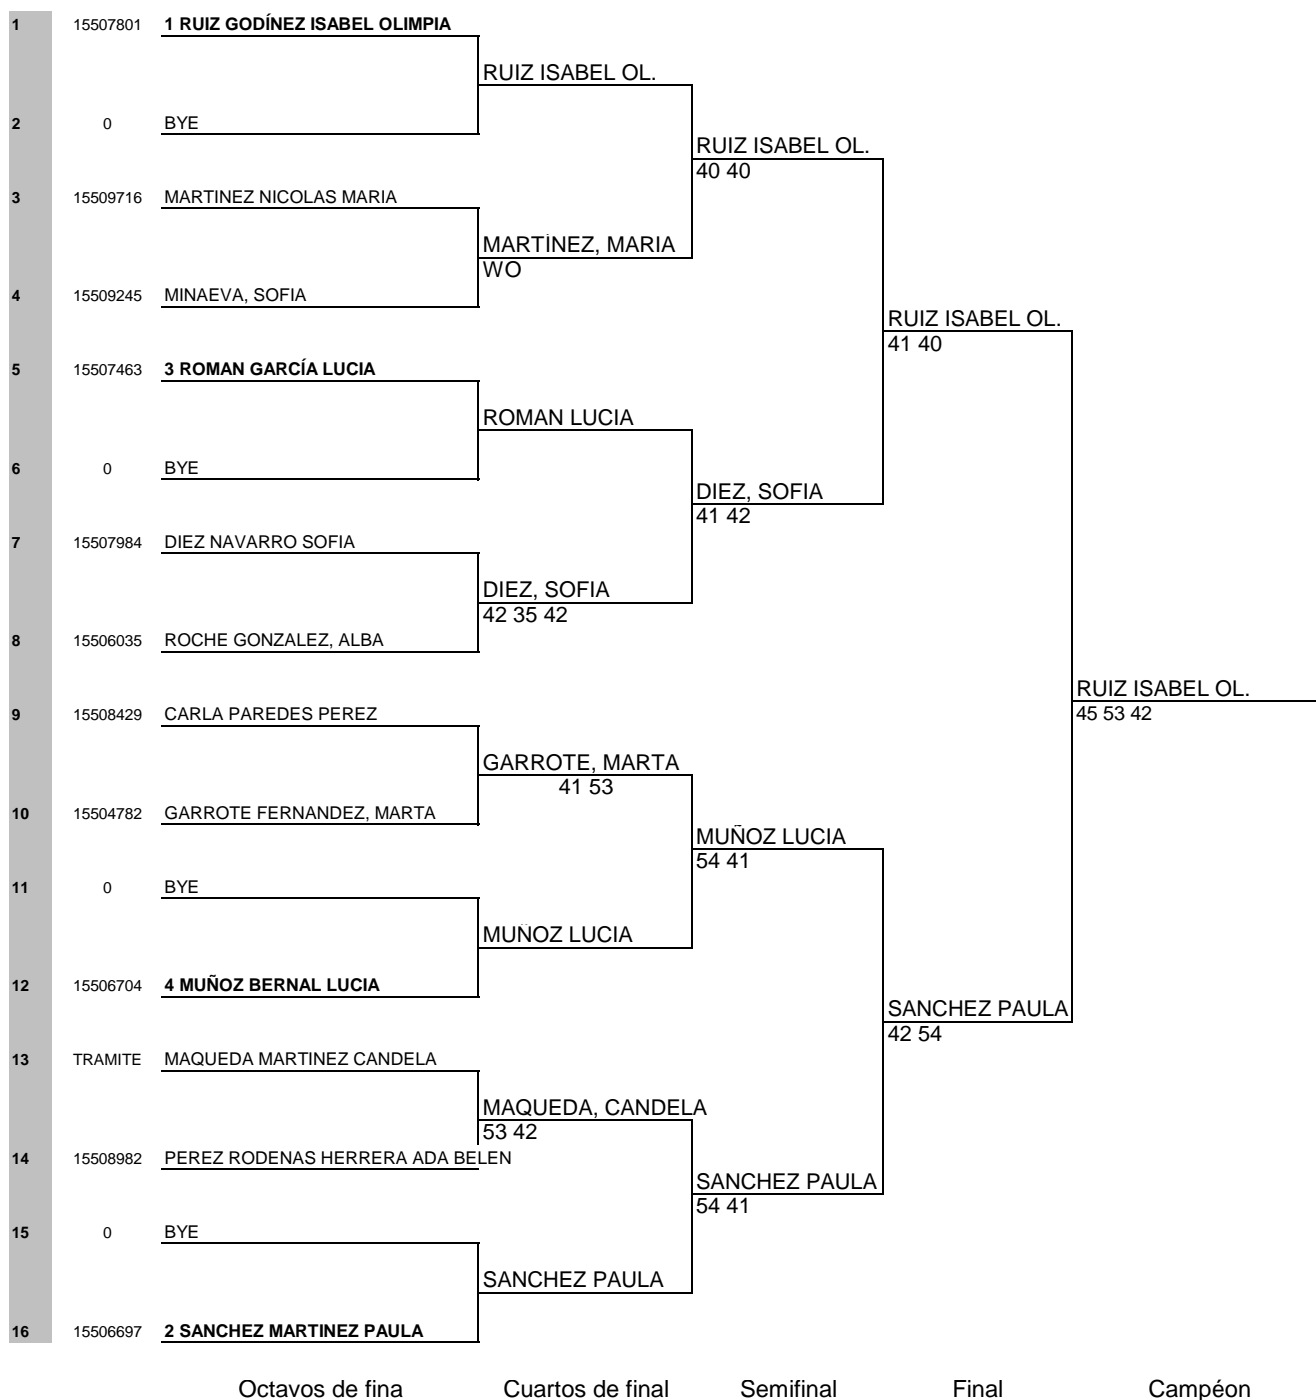 1 15507801 1 RUIZ GODÍNEZ ISABEL OLIMPIA
RUIZ ISABEL OL.
2 0 BYE
RUIZ ISABEL OL.
40 40
3 15509716 MARTINEZ NICOLAS MARIA
MARTÍNEZ, MARIA
WO
4 15509245 MINAEVA, SOFIA
RUIZ ISABEL OL.
41 40
5 15507463 3 ROMAN GARCÍA LUCIA
ROMAN LUCIA
6 0 BYE
DIEZ, SOFIA
41 42
7 15507984 DIEZ NAVARRO SOFIA
DIEZ, SOFIA
42 35 42
8 15506035 ROCHE GONZALEZ, ALBA
RUIZ ISABEL OL.
45 53 42
9 15508429 CARLA PAREDES PEREZ
GARROTE, MARTA
41 53
10 15504782 GARROTE FERNANDEZ, MARTA
MUÑOZ LUCIA
54 41
11 0 BYE
MUÑOZ LUCIA
12 15506704 4 MUÑOZ BERNAL LUCIA
SANCHEZ PAULA
42 54
13 TRAMITE MAQUEDA MARTINEZ CANDELA
MAQUEDA, CANDELA
53 42
14 15508982 PEREZ RODENAS HERRERA ADA BELEN
SANCHEZ PAULA
54 41
15 0 BYE
SANCHEZ PAULA
16 15506697 2 SANCHEZ MARTINEZ PAULA
Octavos de fina Cuartos de final Semifinal Final Campéon